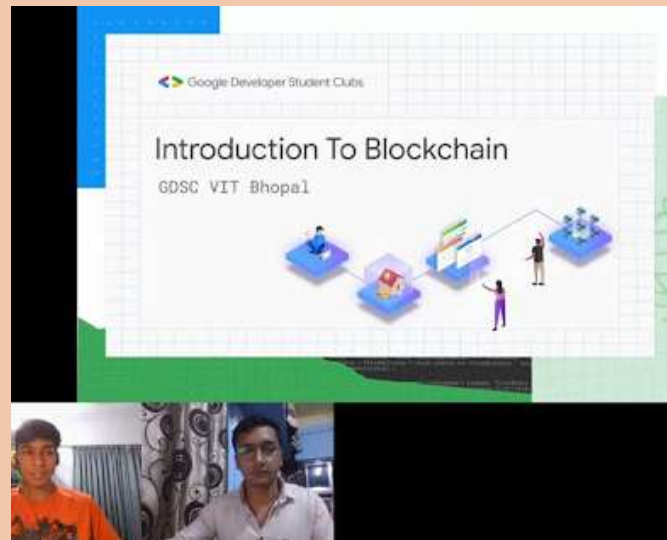 Google Developer Student Clubs
Introduction To Blockchain
GDSC VIT Bhopal